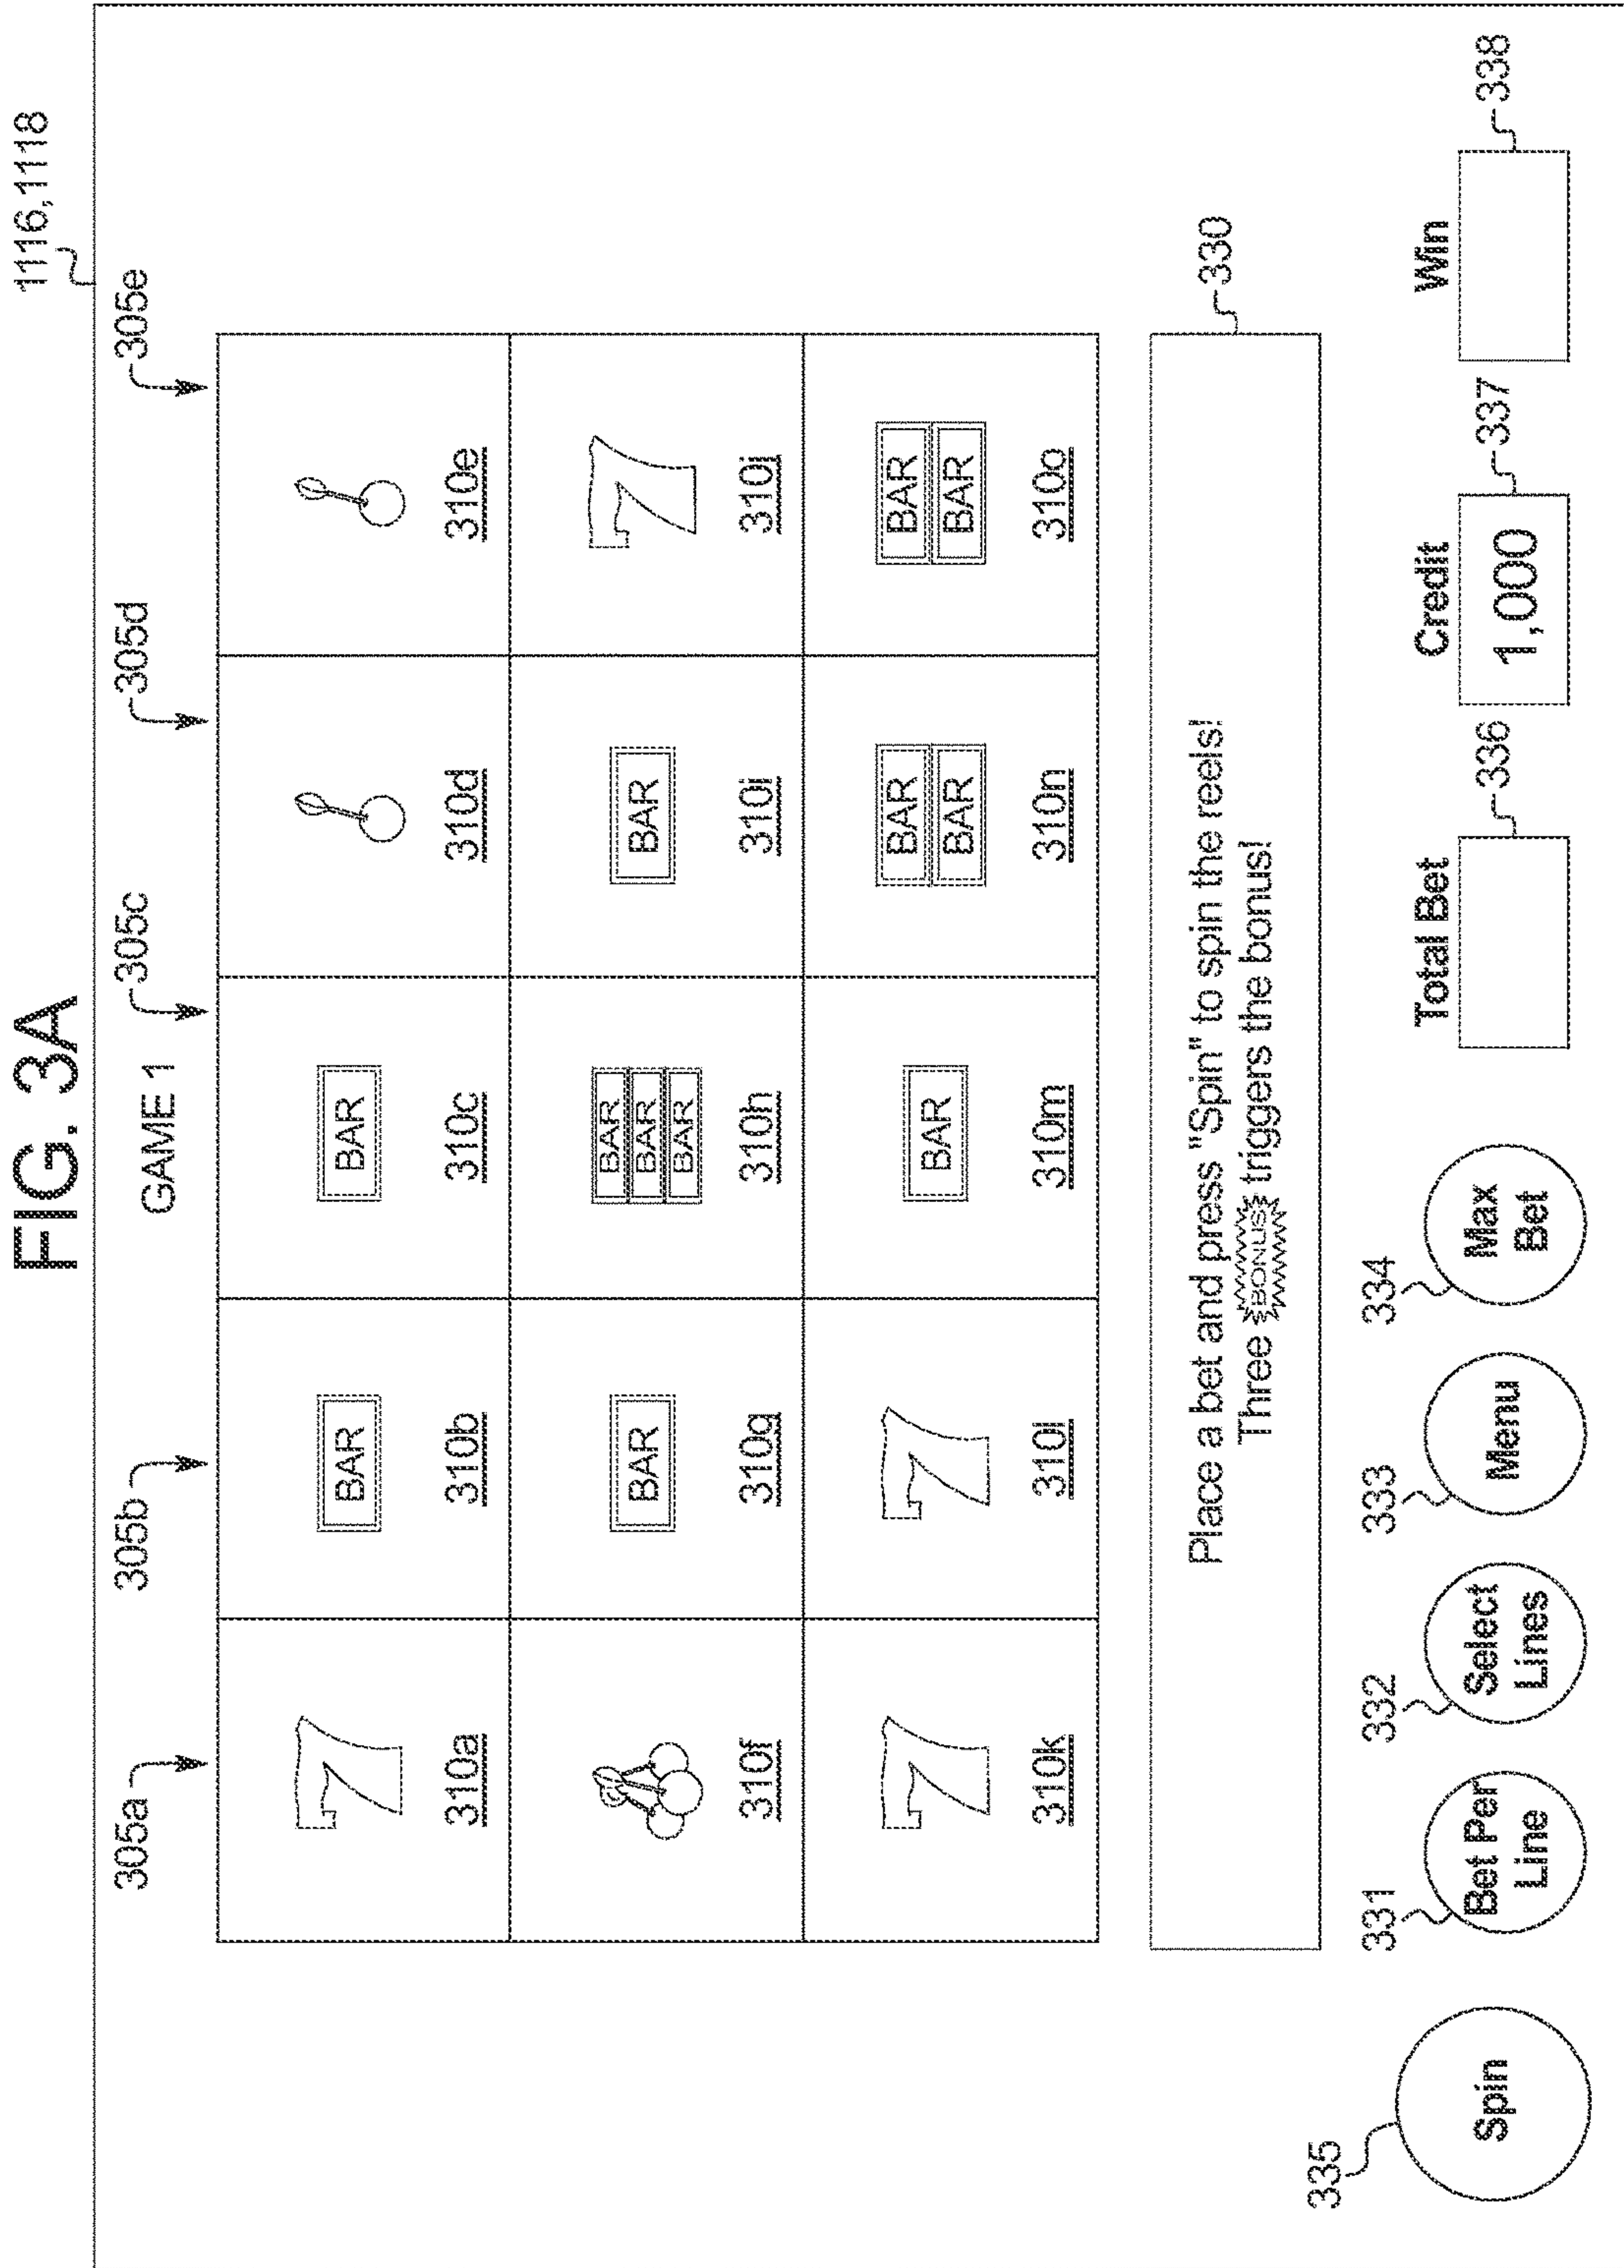 FIG. 3A
1116,1118
GAME 1
305a
305b
305c
305d
305e
BAR
BAR
310a
310b
310c
310d
310e
BAR
BAR
BAR
BAR
BAR
310f
310g
310h
310i
310j
BAR
BAR
BAR
BAR
BAR
310k
310l
310m
310n
310o
7
7
7
7
Place a bet and press "Spin" to spin the reels!
Three BONUS triggers the bonus!
330
335
331
332
333
334
336
337
338
Spin
Bet Per
Line
Select
Lines
Menu
Max
Bet
Total Bet
Credit
1,000
Win